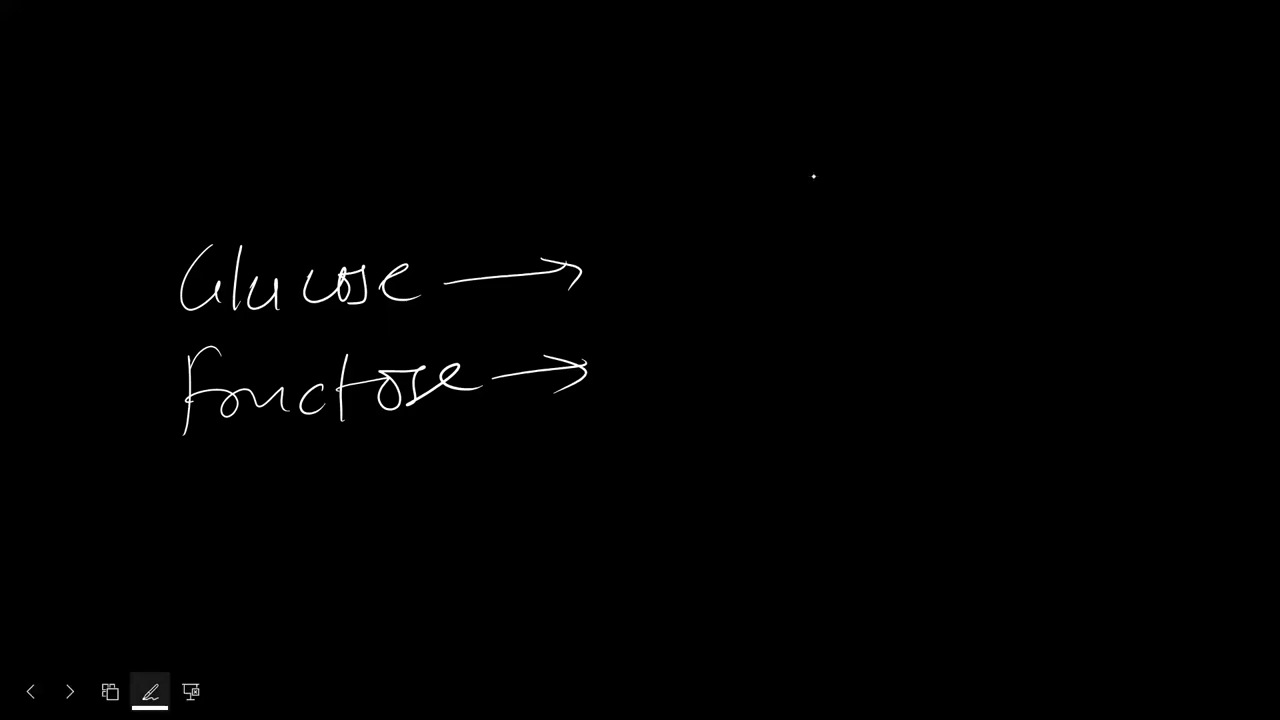 Glucose →
Fructose →